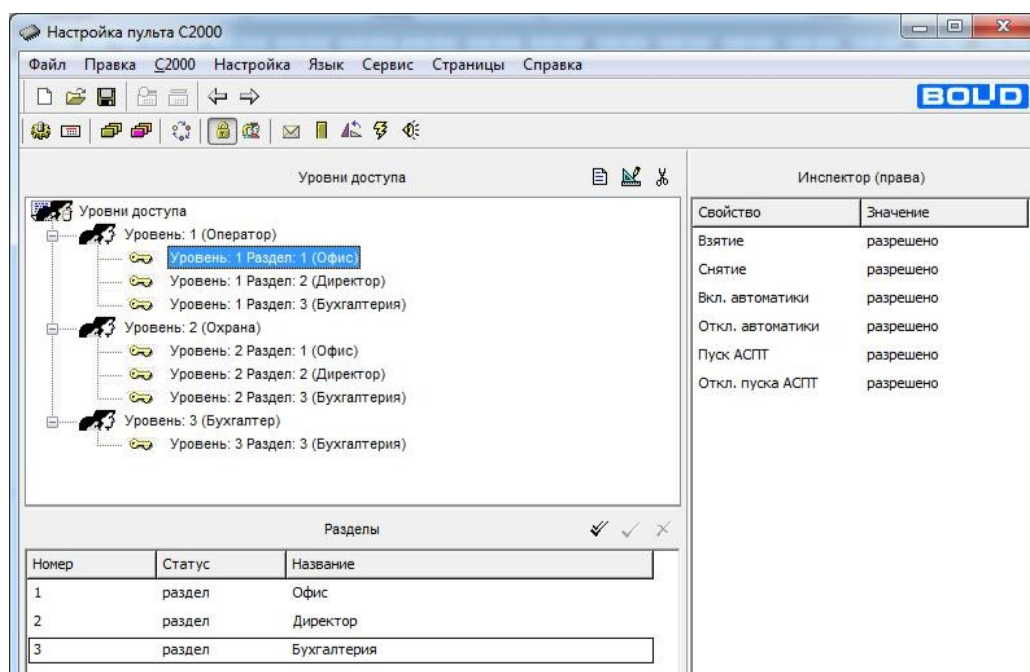 Настройка пульта С2000
Файл Правка С2000 Настройка Язык Сервис Страницы Справка
BOLID
Уровни доступа
Уровни доступа
Уровень: 1 (Оператор)
Уровень: 1 Раздел: 1 (Офис)
Уровень: 1 Раздел: 2 (Директор)
Уровень: 1 Раздел: 3 (Бухгалтерия)
Уровень: 2 (Охрана)
Уровень: 2 Раздел: 1 (Офис)
Уровень: 2 Раздел: 2 (Директор)
Уровень: 2 Раздел: 3 (Бухгалтерия)
Уровень: 3 (Бухгалтер)
Уровень: 3 Раздел: 3 (Бухгалтерия)
Инспектор (права)
Свойство Значение
Взятие разрешено
Снятие разрешено
Вкл. автоматики разрешено
Откл. автоматики разрешено
Пуск АСПТ разрешено
Откл. пуска АСПТ разрешено
Разделы
Номер Статус Название
1 раздел Офис
2 раздел Директор
3 раздел Бухгалтерия